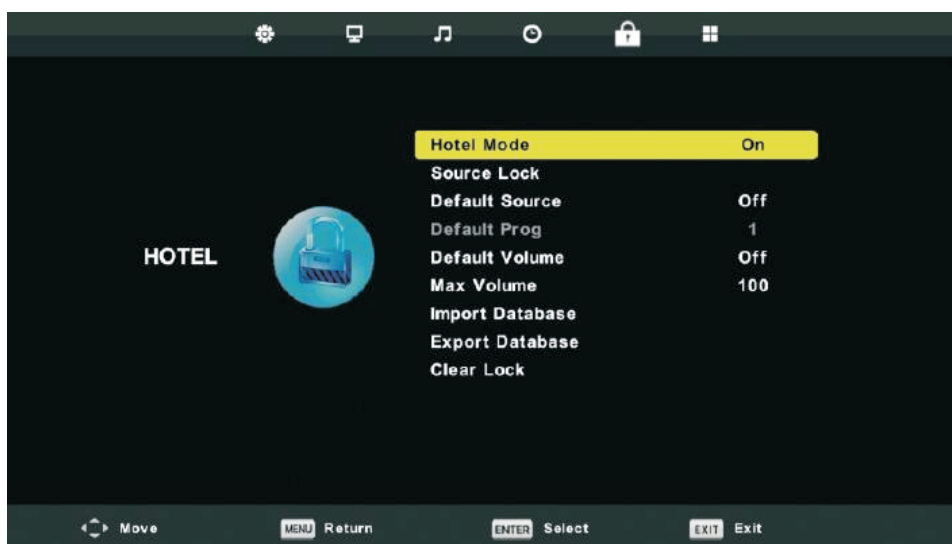 Hotel Mode On
Source Lock
Default Source Off
Default Prog 1
HOTEL
Default Volume Off
Max Volume 100
Import Database
Export Database
Clear Lock
Move MENU Return ENTER Select EXIT Exit